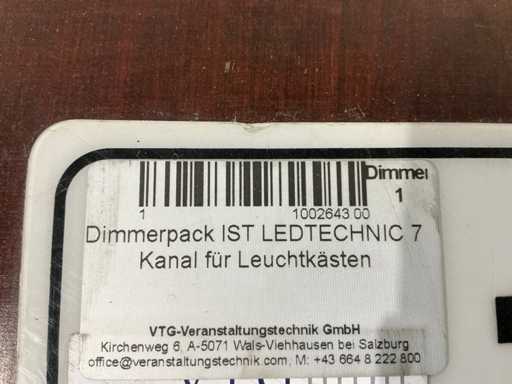 Dimmer
1
1 1002643 00
Dimmerpack IST LEDTECHNIC 7
Kanal für Leuchtkästen
VTG-Veranstaltungstechnik GmbH
Kirchenweg 6, A-5071 Wals-Viehhausen bei Salzburg
office@veranstaltungstechnik.com, M: +43 664 8 222 800